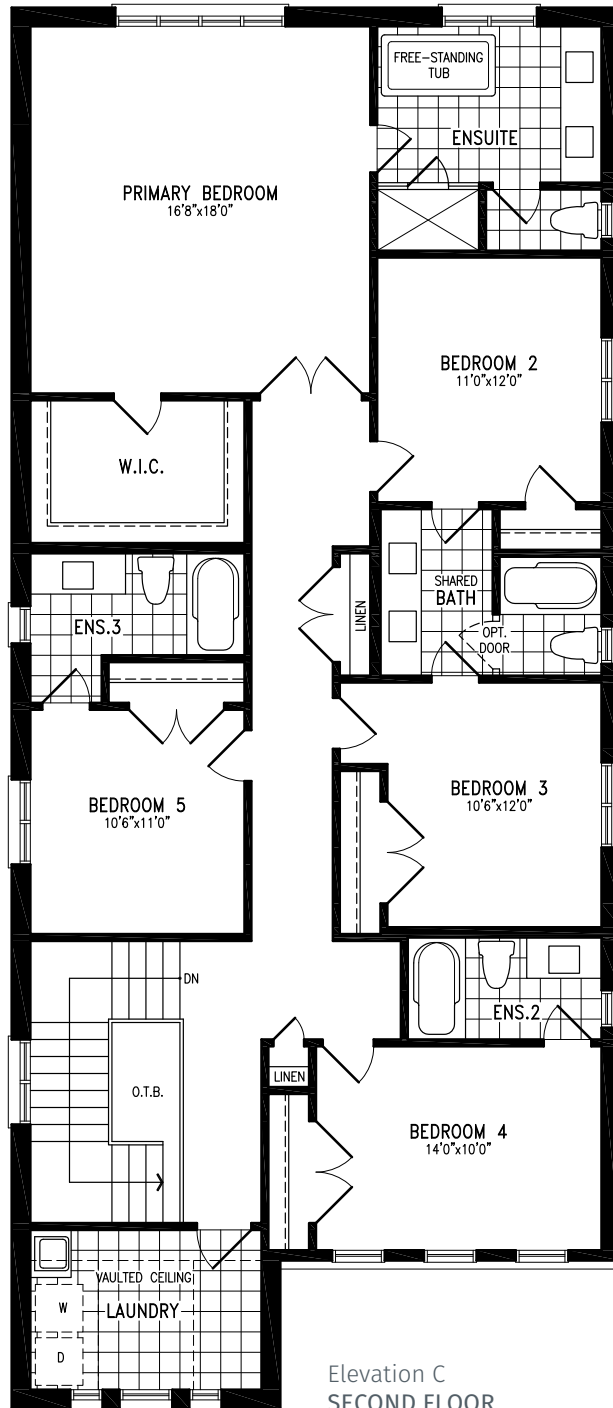 FREE-STANDING
TUB
ENSUITE
PRIMARY BEDROOM
16'8"x18'0"
BEDROOM 2
11'0"x12'0"
W.I.C.
SHARED
BATH
LINEN
ENS.3
OPT.
DOOR
BEDROOM 3
10'6"x12'0"
BEDROOM 5
10'6"x11'0"
DN
ENS.2
LINEN
O.T.B.
BEDROOM 4
14'0"x10'0"
VAULTED CEILING
W
LAUNDRY
D
Elevation C
SECOND FLOOR